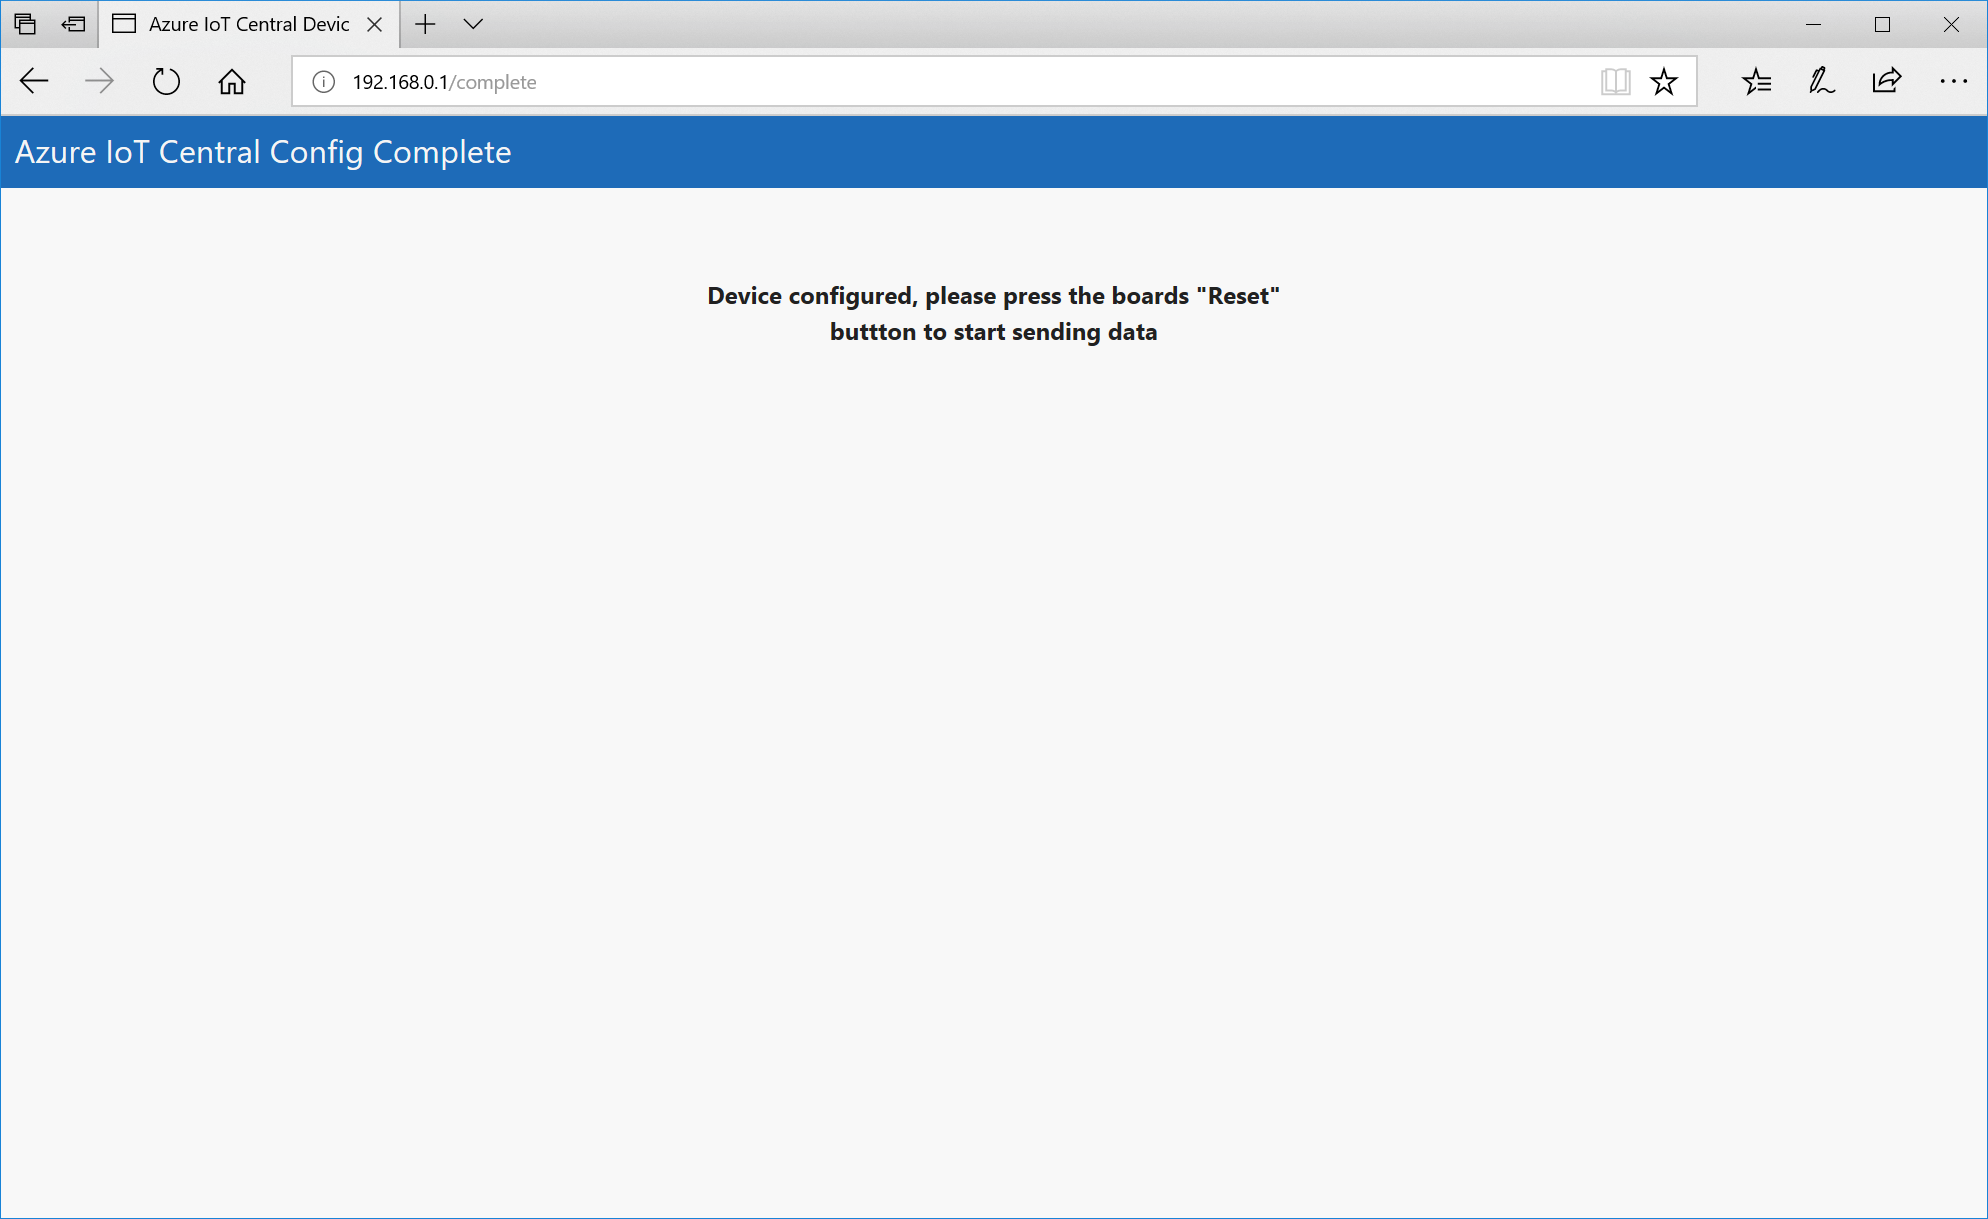 Azure IoT Central Devic
192.168.0.1/complete
Azure IoT Central Config Complete
Device configured, please press the boards "Reset"
buttton to start sending data